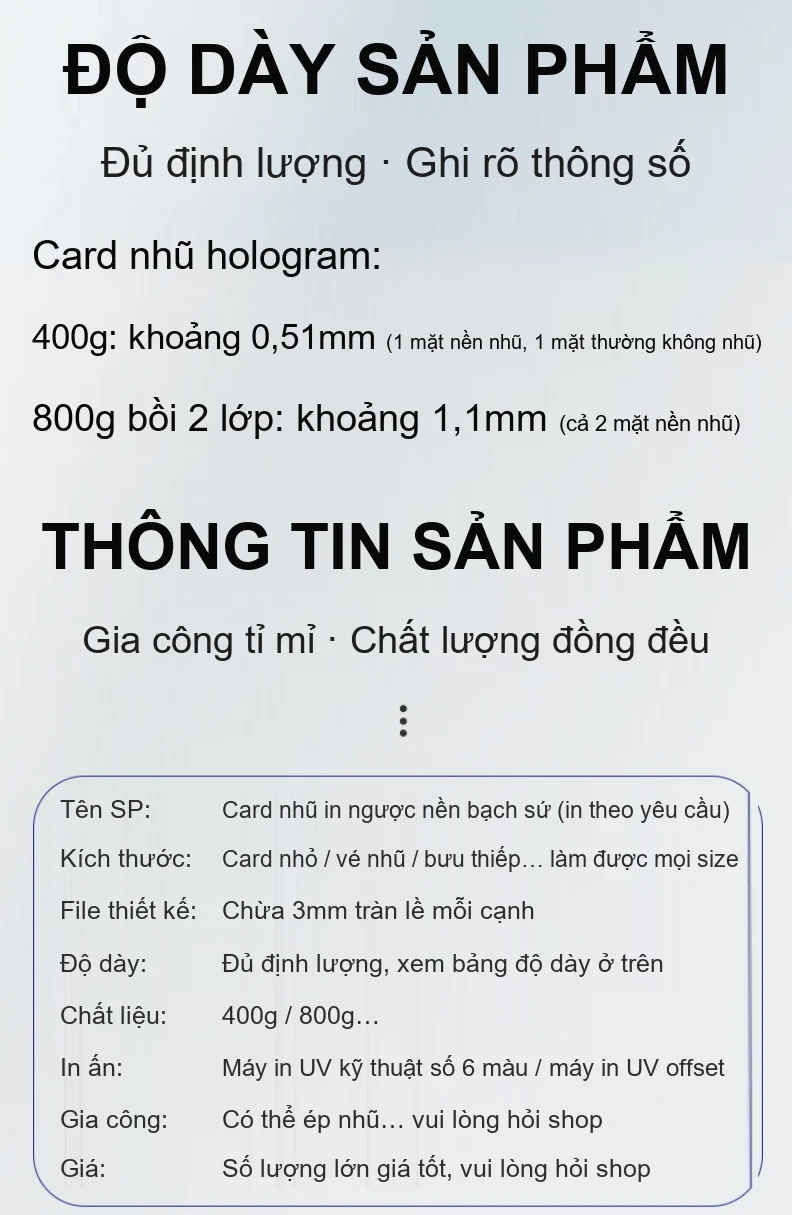 ĐỘ DÀY SẢN PHẨM
Đủ định lượng · Ghi rõ thông số
Card nhũ hologram:
400g: khoảng 0,51mm (1 mặt nền nhũ, 1 mặt thường không nhũ)
800g bồi 2 lớp: khoảng 1,1mm (cả 2 mặt nền nhũ)
THÔNG TIN SẢN PHẨM
Gia công tỉ mỉ · Chất lượng đồng đều
Tên SP: Card nhũ in ngược nền bạch sứ (in theo yêu cầu)
Kích thước: Card nhỏ / vé nhũ / bưu thiếp… làm được mọi size
File thiết kế: Chừa 3mm tràn lề mỗi cạnh
Độ dày: Đủ định lượng, xem bảng độ dày ở trên
Chất liệu: 400g / 800g…
In ấn: Máy in UV kỹ thuật số 6 màu / máy in UV offset
Gia công: Có thể ép nhũ… vui lòng hỏi shop
Giá: Số lượng lớn giá tốt, vui lòng hỏi shop